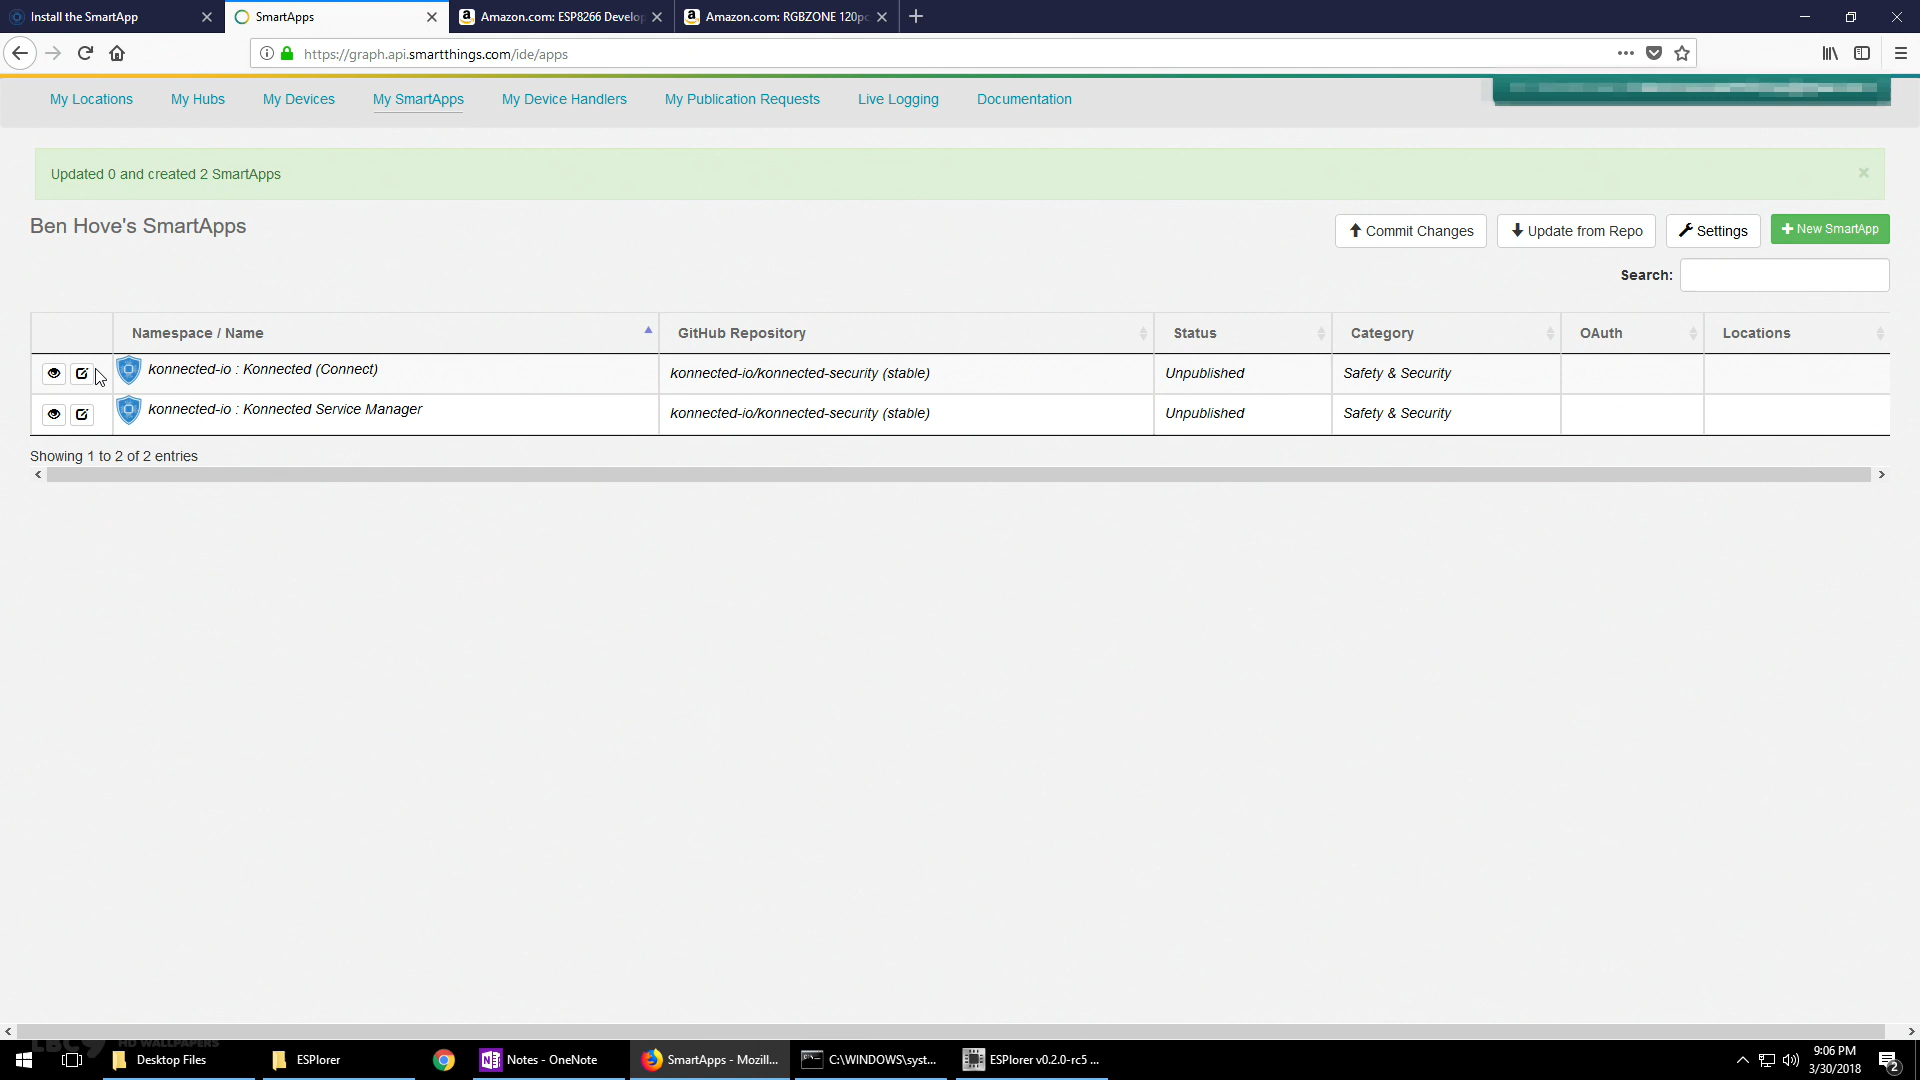 Install the SmartApp
SmartApps
Amazon.com: ESP8266 Develop
Amazon.com: RGBZONE 120pc
https://graph.api.smartthings.com/ide/apps
My Locations
My Hubs
My Devices
My SmartApps
My Device Handlers
My Publication Requests
Live Logging
Documentation
Updated 0 and created 2 SmartApps
×
Ben Hove's SmartApps
Commit Changes
Update from Repo
Settings
New SmartApp
Search:
Namespace / Name
GitHub Repository
Status
Category
OAuth
Locations
konnected-io : Konnected (Connect)
konnected-io/konnected-security (stable)
Unpublished
Safety & Security
konnected-io : Konnected Service Manager
konnected-io/konnected-security (stable)
Unpublished
Safety & Security
Showing 1 to 2 of 2 entries
HD WALLPAPERS
Desktop Files
ESPlorer
Notes - OneNote
SmartApps - Mozill...
C:\WINDOWS\syst...
ESPlorer v0.2.0-rc5 ...
9:06 PM
3/30/2018
2